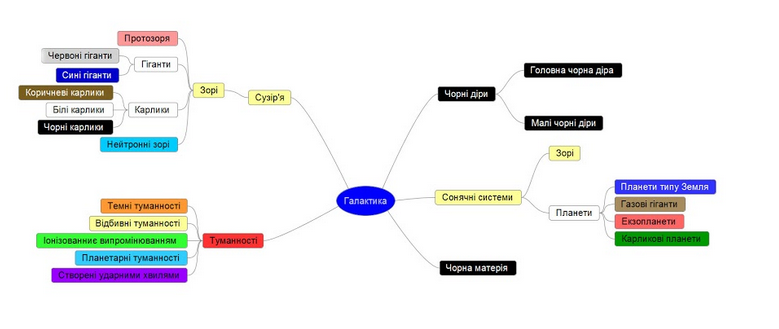 Протозоря
Червоні гіганти
Гіганти
Сині гіганти
Зорі
Сузір'я
Коричневі карлики
Білі карлики
Карлики
Чорні карлики
Нейтронні зорі
Темні туманності
Відбивні туманності
Іонізованниє випромінюванням
Туманності
Планетарні туманності
Створені ударними хвилями
Галактика
Головна чорна діра
Чорні діри
Малі чорні діри
Зорі
Сонячні системи
Планети типу Земля
Планети
Газові гіганти
Екзопланети
Карликові планети
Чорна матерія